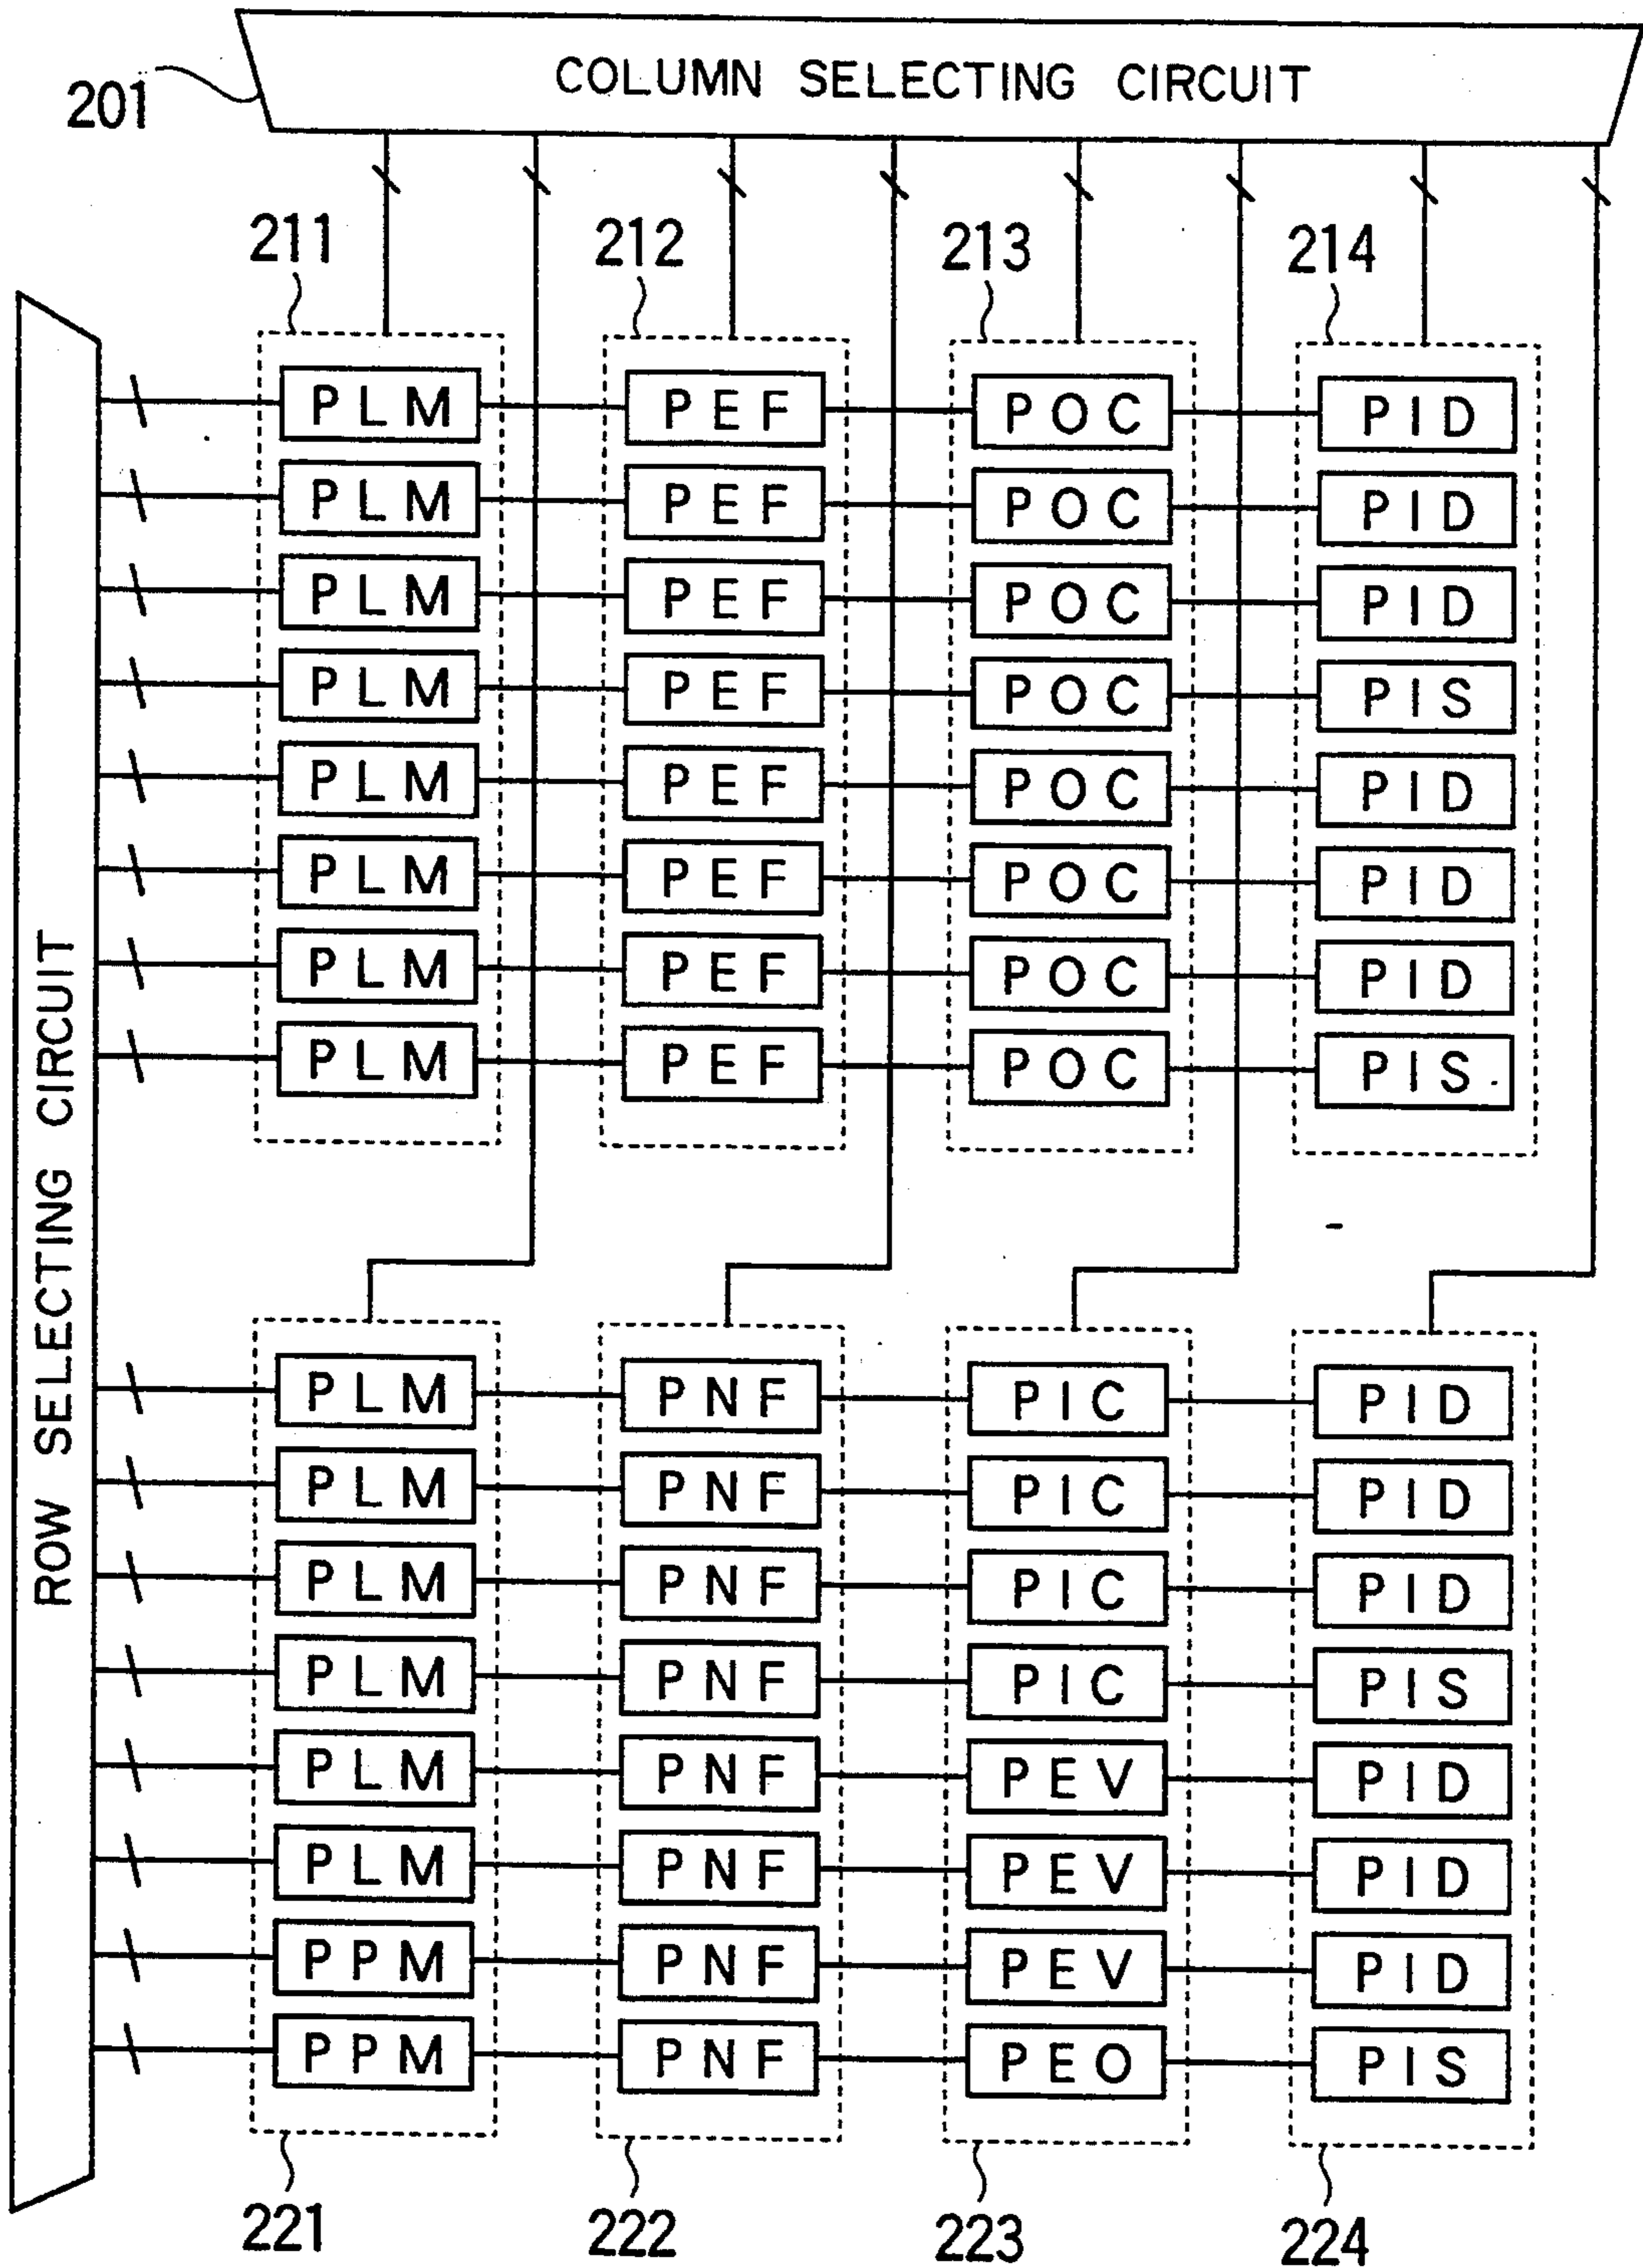 COLUMN SELECTING CIRCUIT
201
211 212 213 214
ROW SELECTING CIRCUIT
PLM PEF POC PID
PLM PEF POC PID
PLM PEF POC PID
PLM PEF POC PIS
PLM PEF POC PID
PLM PEF POC PID
PLM PEF POC PID
PLM PEF POC PIS
PLM PNF PIC PID
PLM PNF PIC PID
PLM PNF PIC PID
PLM PNF PIC PIS
PLM PNF PEV PID
PLM PNF PEV PID
PPM PNF PEV PID
PPM PNF PEO PIS
221 222 223 224